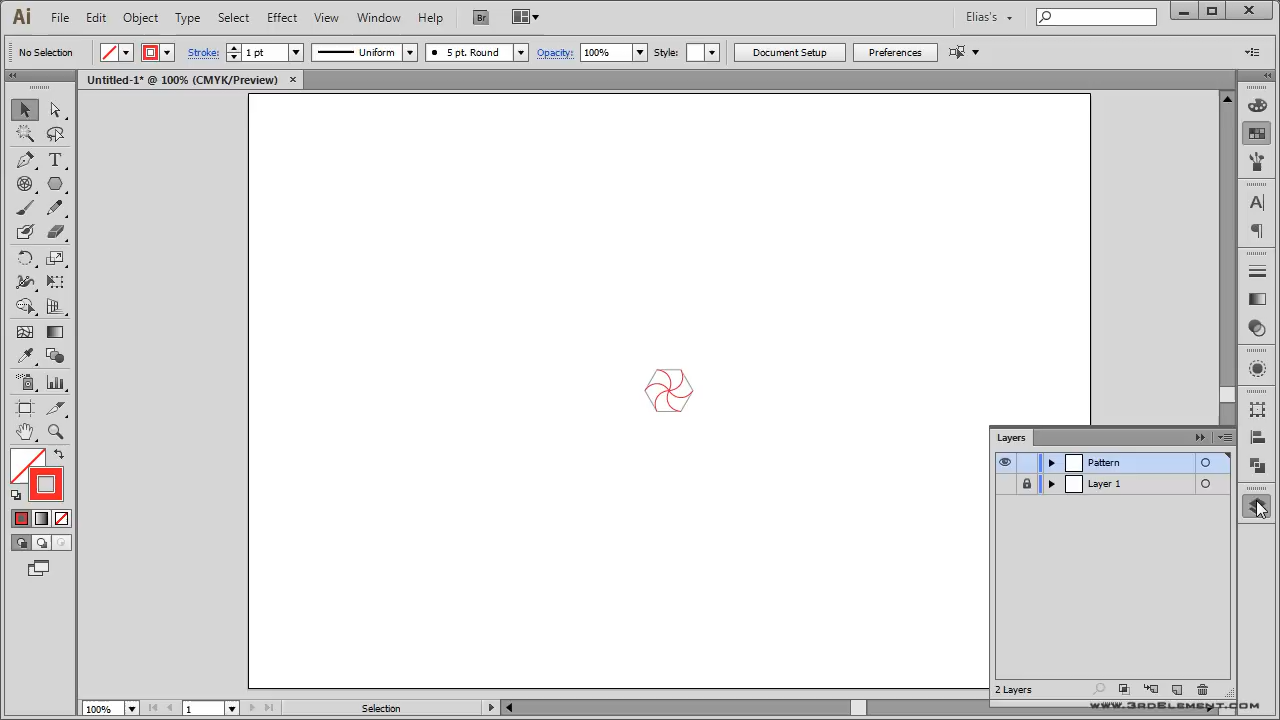 Ai File Edit Object Type Select Effect View Window Help Br Elias's
No Selection Stroke: 1 pt Uniform 5 pt. Round Opacity: 100% Style: Document Setup Preferences
Untitled-1* @ 100% (CMYK/Preview)
Layers
Pattern
Layer 1
2 Layers
100% 1 Selection
www.3rdElement.com